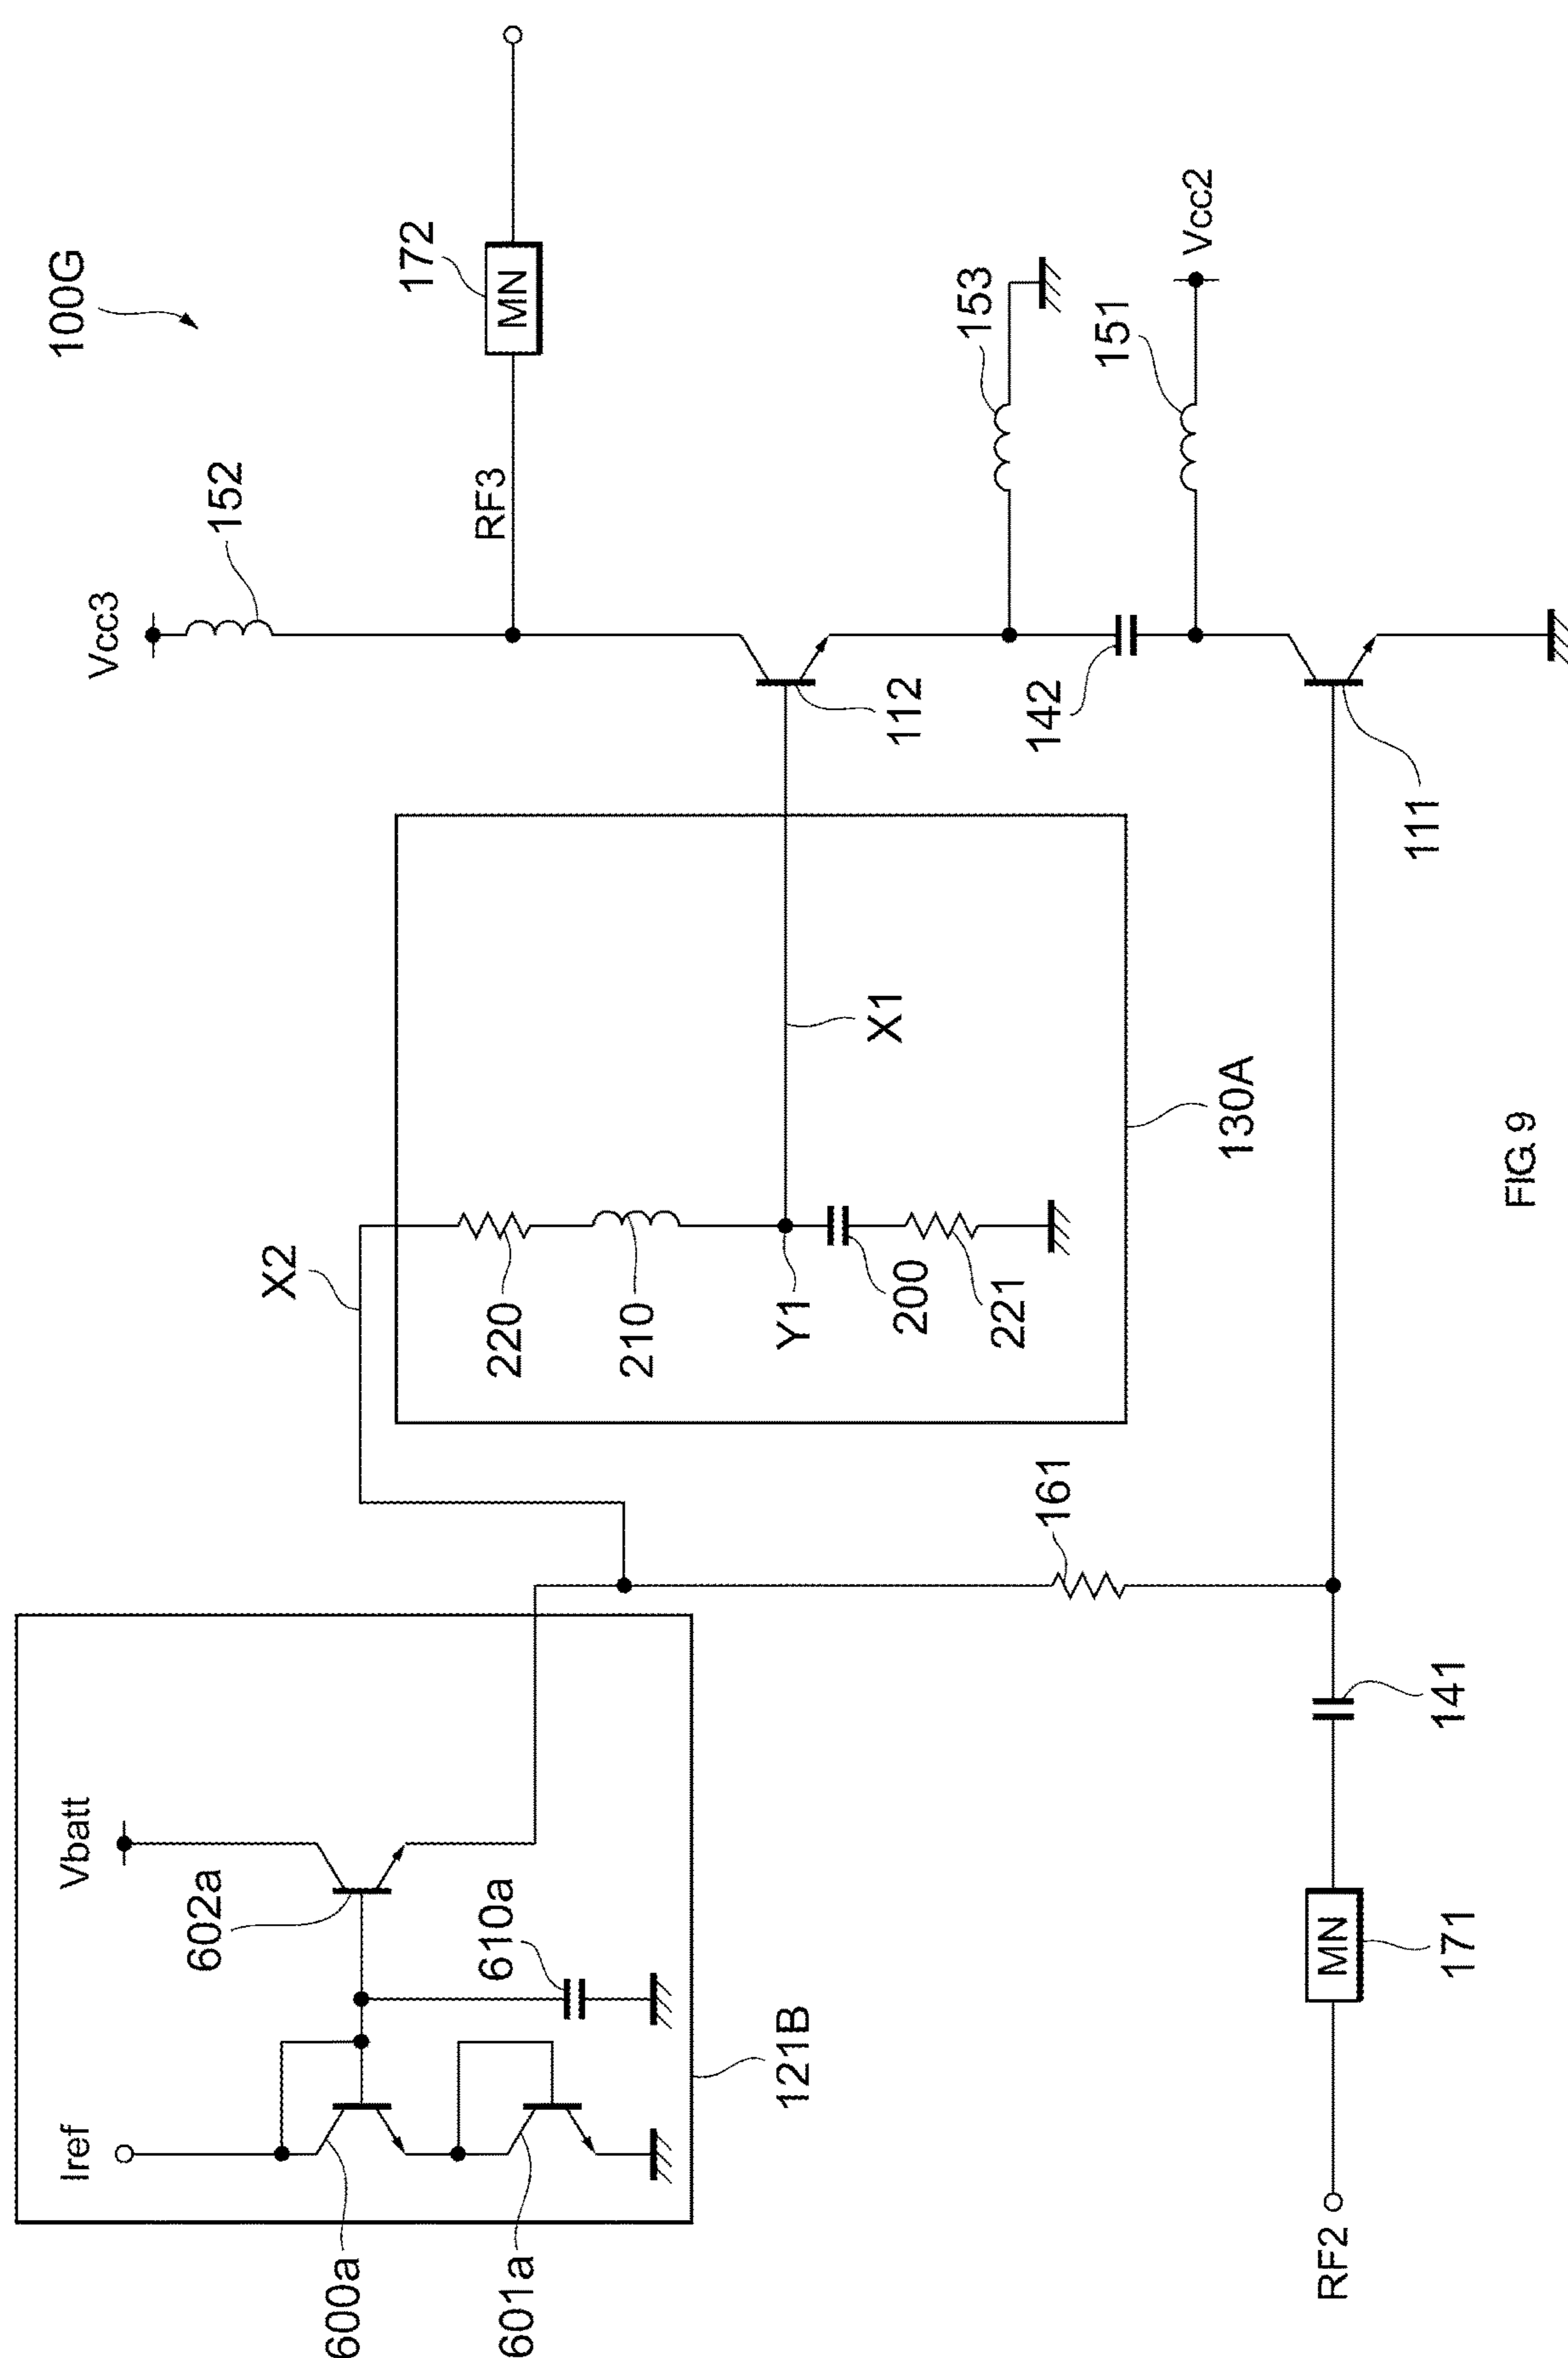 100G
Vcc3
152
RF3
172
MN
112
153
142
151
Vcc2
111
X1
130A
X2
220
210
Y1
200
221
161
Iref
Vbatt
602a
610a
600a
601a
121B
RF2
MN
171
141
FIG. 9